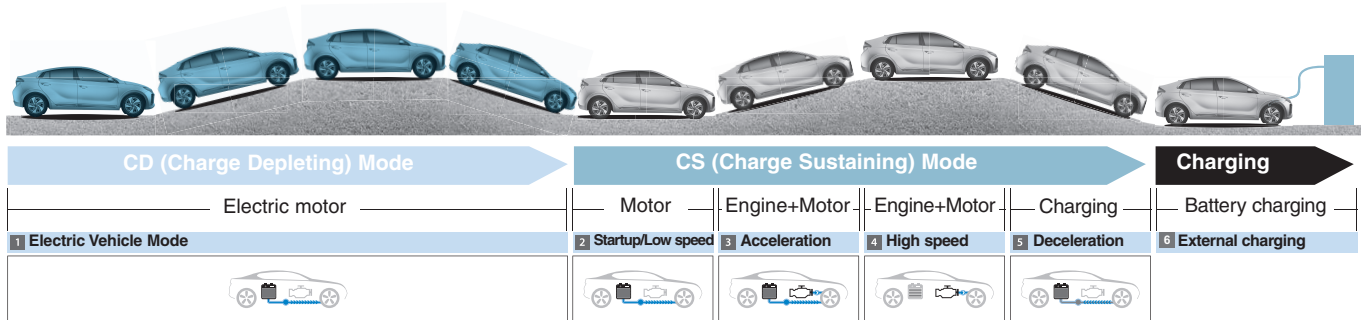 CD (Charge Depleting) Mode
CS (Charge Sustaining) Mode
Charging
Electric motor
Motor
Engine+Motor
Engine+Motor
Charging
Battery charging
1 Electric Vehicle Mode
2 Startup/Low speed
3 Acceleration
4 High speed
5 Deceleration
6 External charging